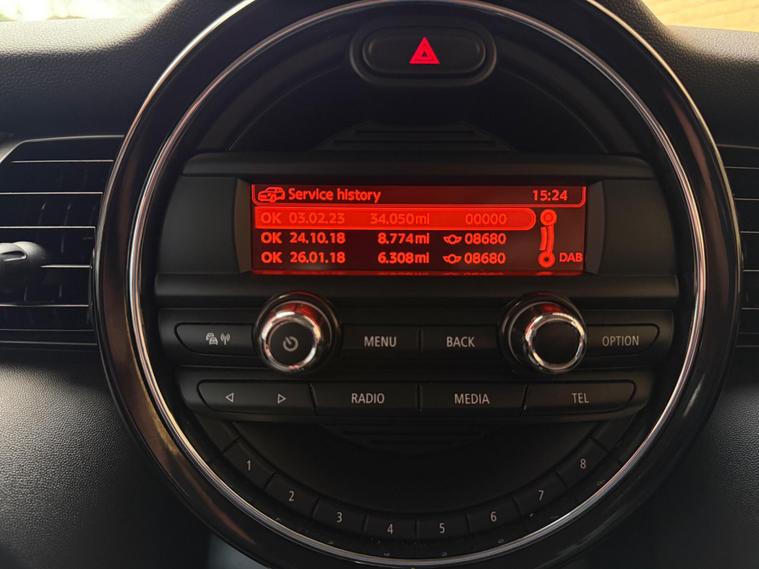 Service history 15:24
OK 03.02.23 34.050mi 00000
OK 24.10.18 8.774mi 08680
OK 26.01.18 6.308mi 08680
DAB
MENU BACK OPTION
RADIO MEDIA TEL
1 2 3 4 5 6 7 8